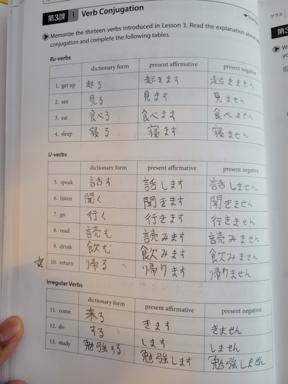 第3課 1 Verb Conjugation
Memorize the thirteen verbs introduced in Lesson 3. Read the explanation about
conjugation and complete the following tables.
Ru-verbs
dictionary form present affirmative present negative
1. get up 起る 起きます 起きません
2. see 見る 見ます 見ません
3. eat 食べる 食べます 食べません
4. sleep 寝る 寝ます 寝ません
U-verbs
dictionary form present affirmative present negative
5. speak 話す 話します 話しません
6. listen 聞く 聞きます 聞きません
7. go 行く 行きます 行きません
8. read 読む 読みます 読みません
9. drink 飲む 飲みます 飲みません
10. return 帰る 帰ります 帰りません
Irregular Verbs
dictionary form present affirmative present negative
11. come 来る きます きません
12. do する します しません
13. study 勉強する 勉強します 勉強しません